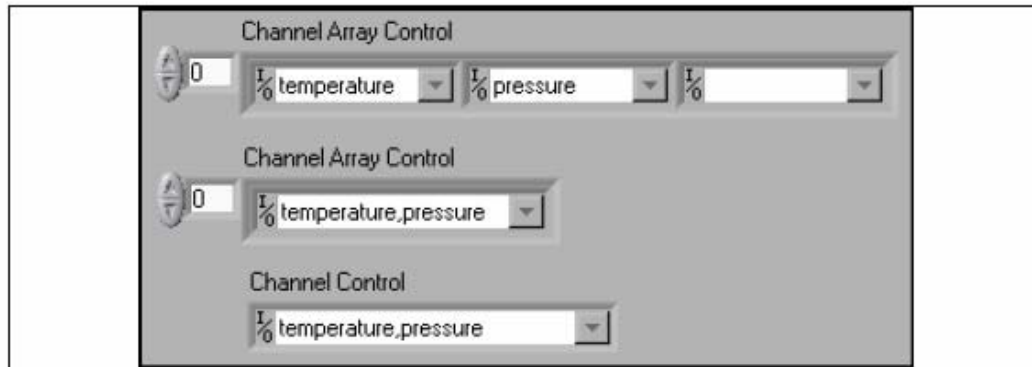 Channel Array Control
0 I/O temperature I/O pressure I/O
Channel Array Control
0 I/O temperature,pressure
Channel Control
I/O temperature,pressure